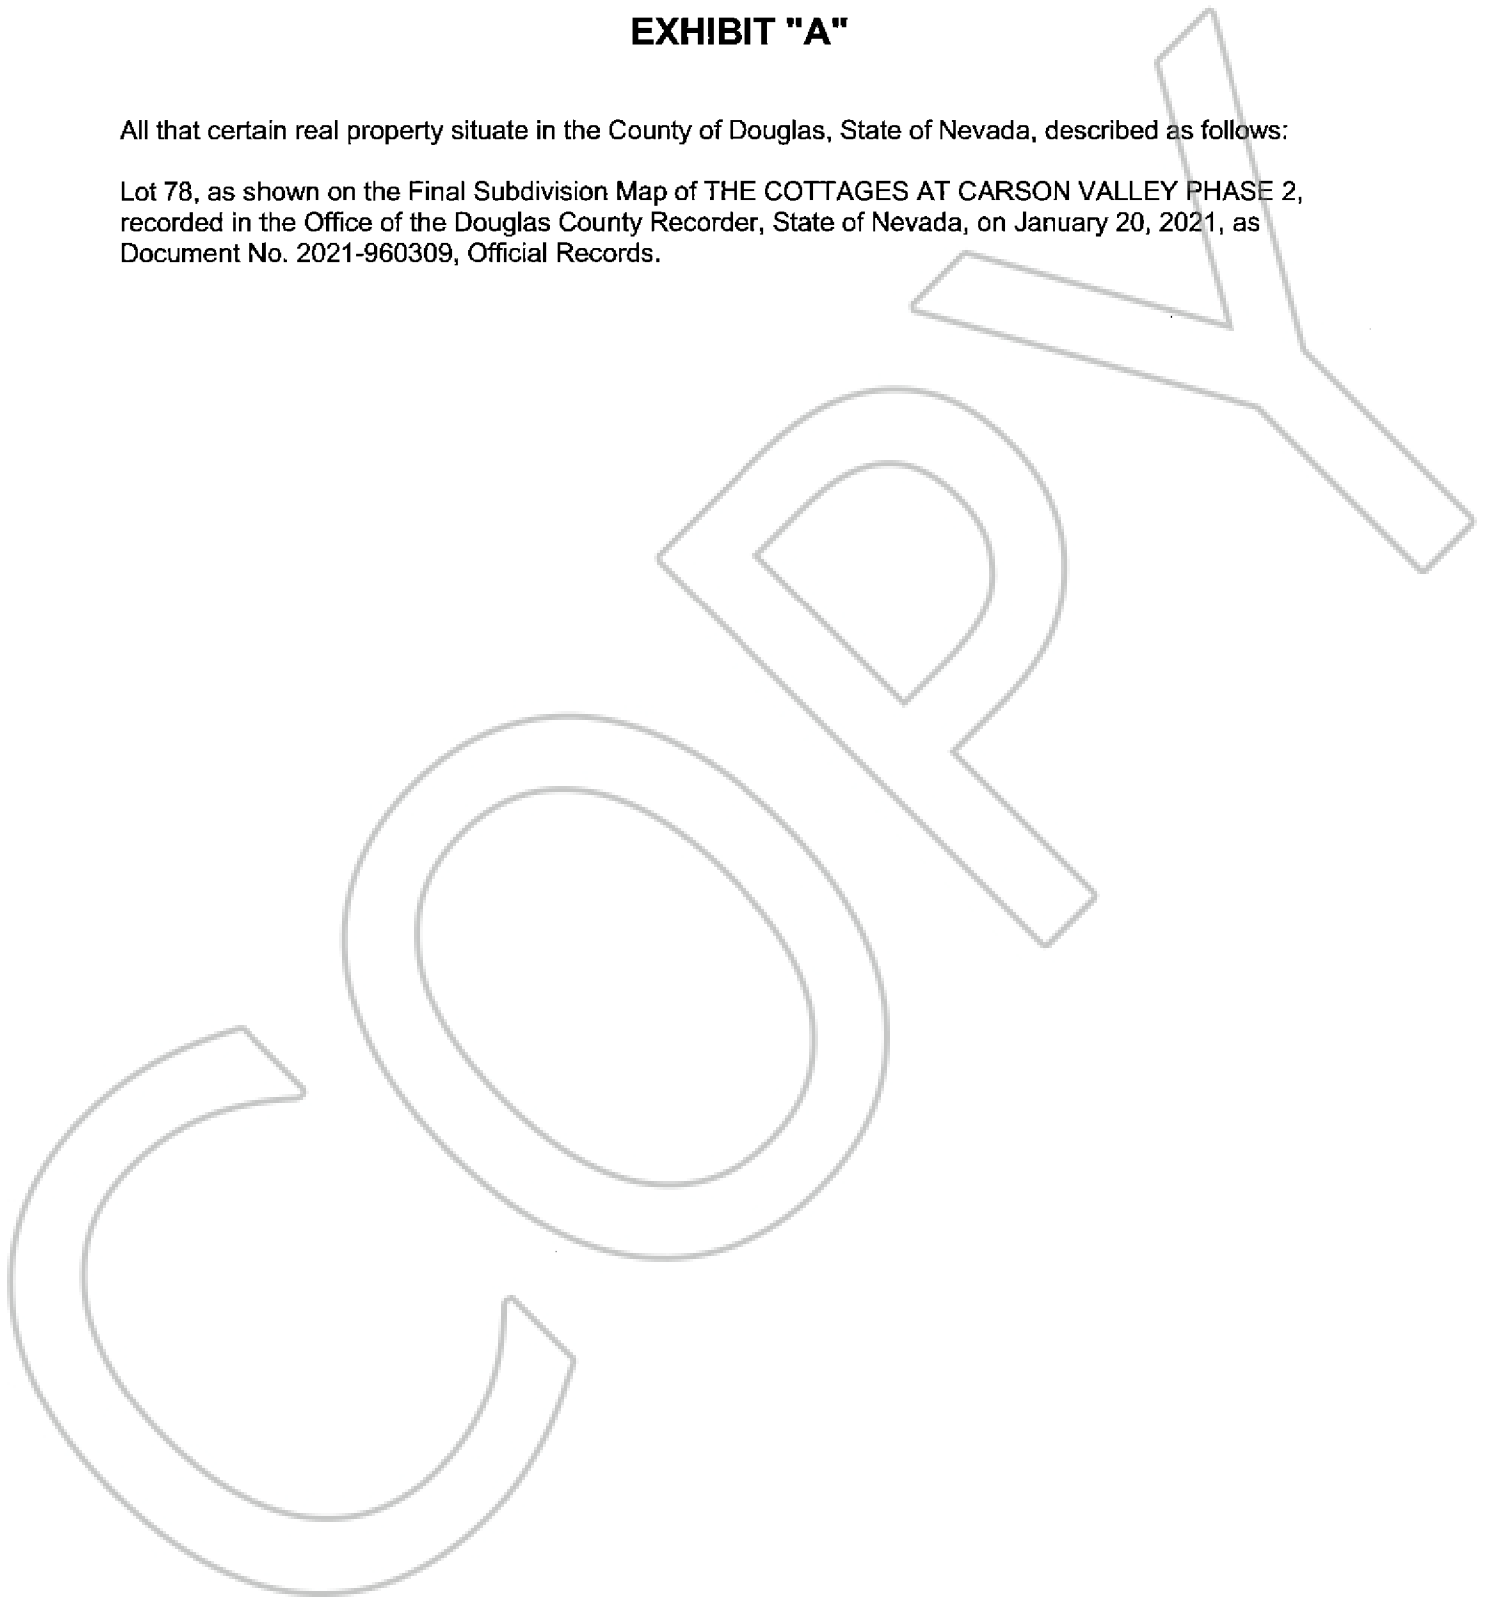 EXHIBIT "A"
All that certain real property situate in the County of Douglas, State of Nevada, described as follows:
Lot 78, as shown on the Final Subdivision Map of THE COTTAGES AT CARSON VALLEY PHASE 2,
recorded in the Office of the Douglas County Recorder, State of Nevada, on January 20, 2021, as
Document No. 2021-960309, Official Records.
COPY